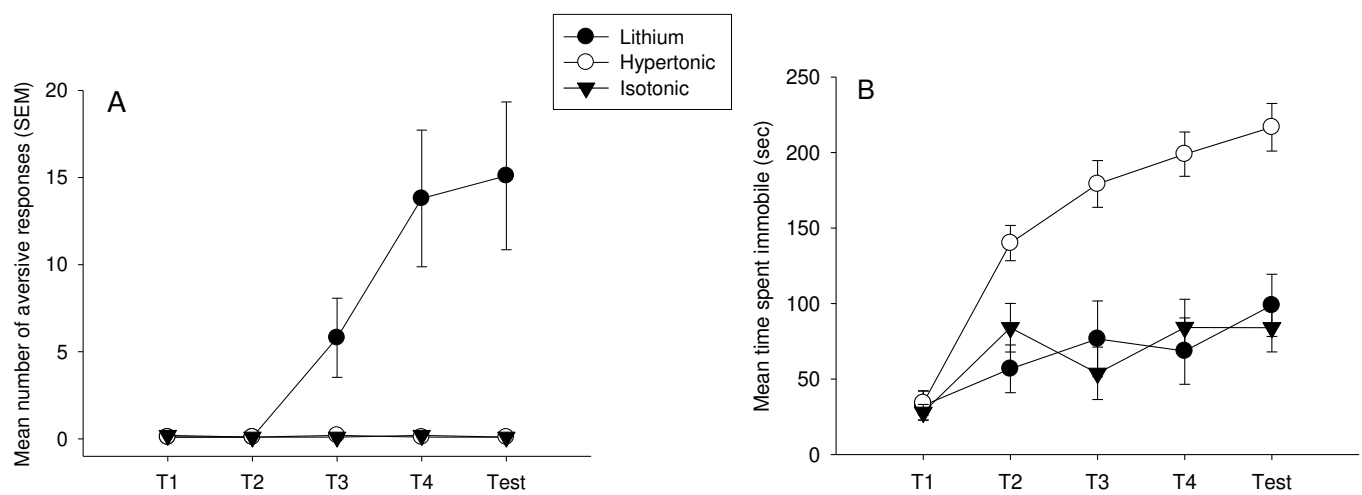 Lithium
Hypertonic
Isotonic
A
Mean number of aversive responses (SEM)
20
15
10
5
0
T1 T2 T3 T4 Test
B
Mean time spent immobile (sec)
250
200
150
100
50
0
T1 T2 T3 T4 Test